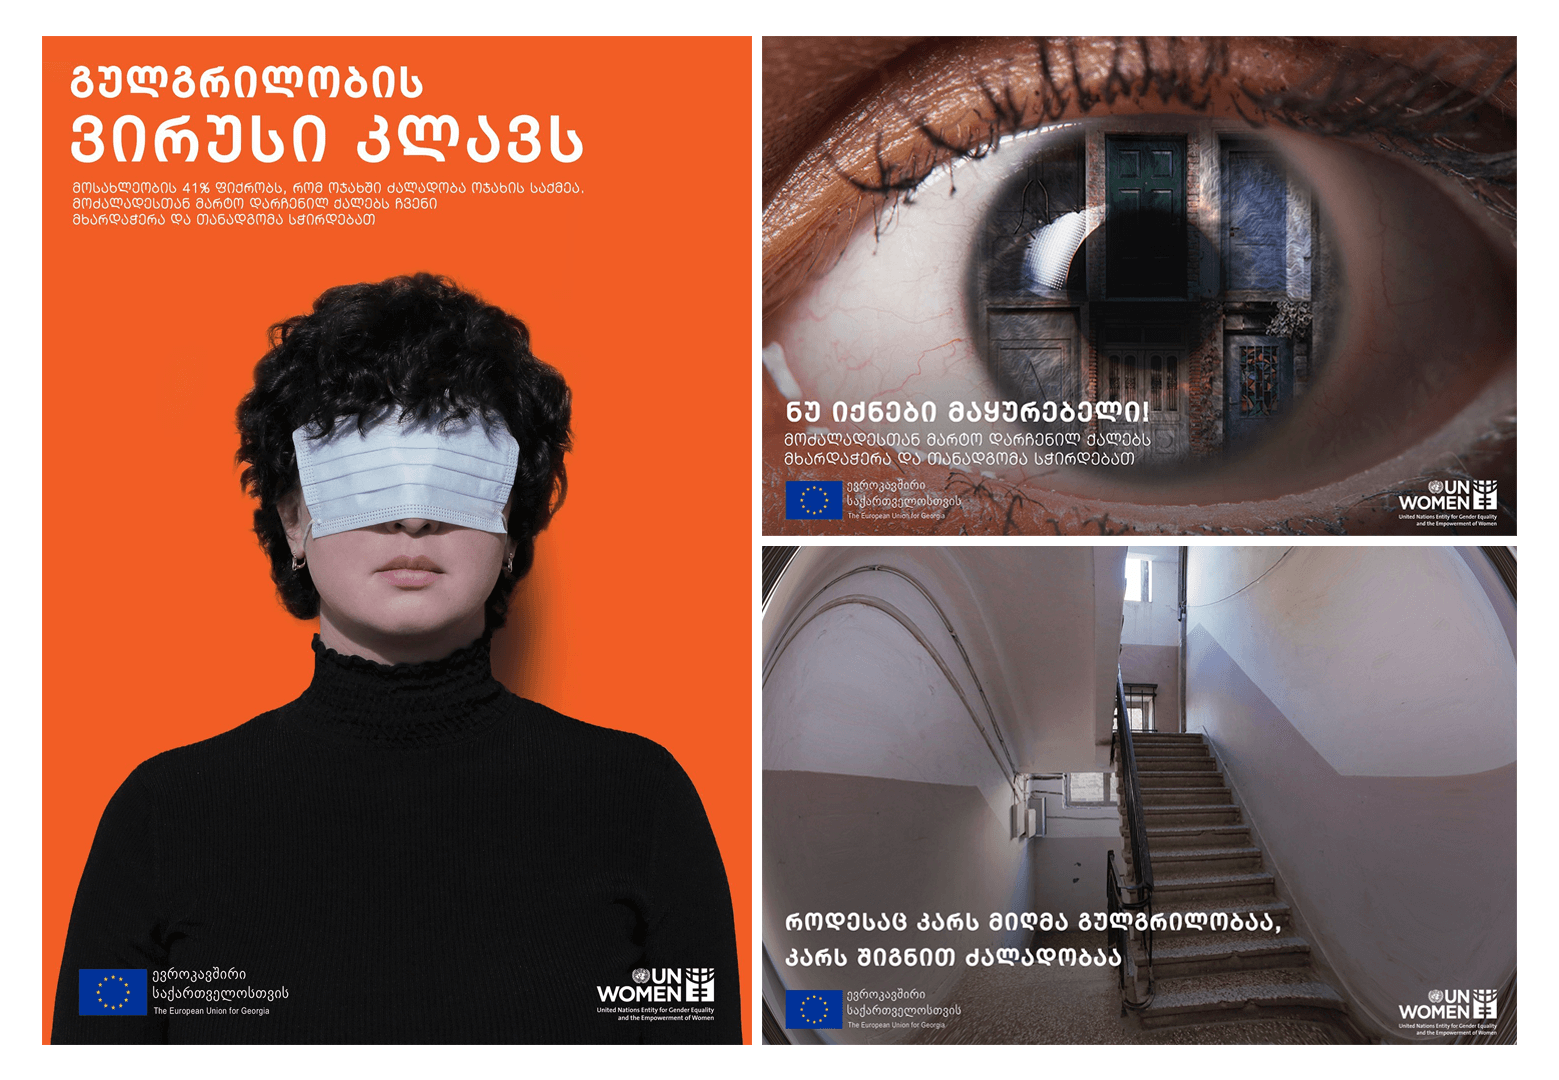 გულგრილობის
ვირუსი კლავს
მოსახლეობის 41% ფიქრობს, რომ ოჯახში ძალადობა ოჯახის საქმეა.
მოძალადესთან მარტო დარჩენილ ქალებს ჩვენი
მხარდაჭერა და თანადგომა სჭირდებათ
ევროკავშირი
საქართველოსთვის
The European Union for Georgia
UN
WOMEN
United Nations Entity for Gender Equality
and the Empowerment of Women
ნუ იქნები მაყურებელი!
მოძალადესთან მარტო დარჩენილ ქალებს
მხარდაჭერა და თანადგომა სჭირდებათ
ევროკავშირი
საქართველოსთვის
The European Union for Georgia
UN
WOMEN
United Nations Entity for Gender Equality
and the Empowerment of Women
როდესაც კარს მიღმა გულგრილობაა,
კარს შიგნით ძალადობაა
ევროკავშირი
საქართველოსთვის
The European Union for Georgia
UN
WOMEN
United Nations Entity for Gender Equality
and the Empowerment of Women